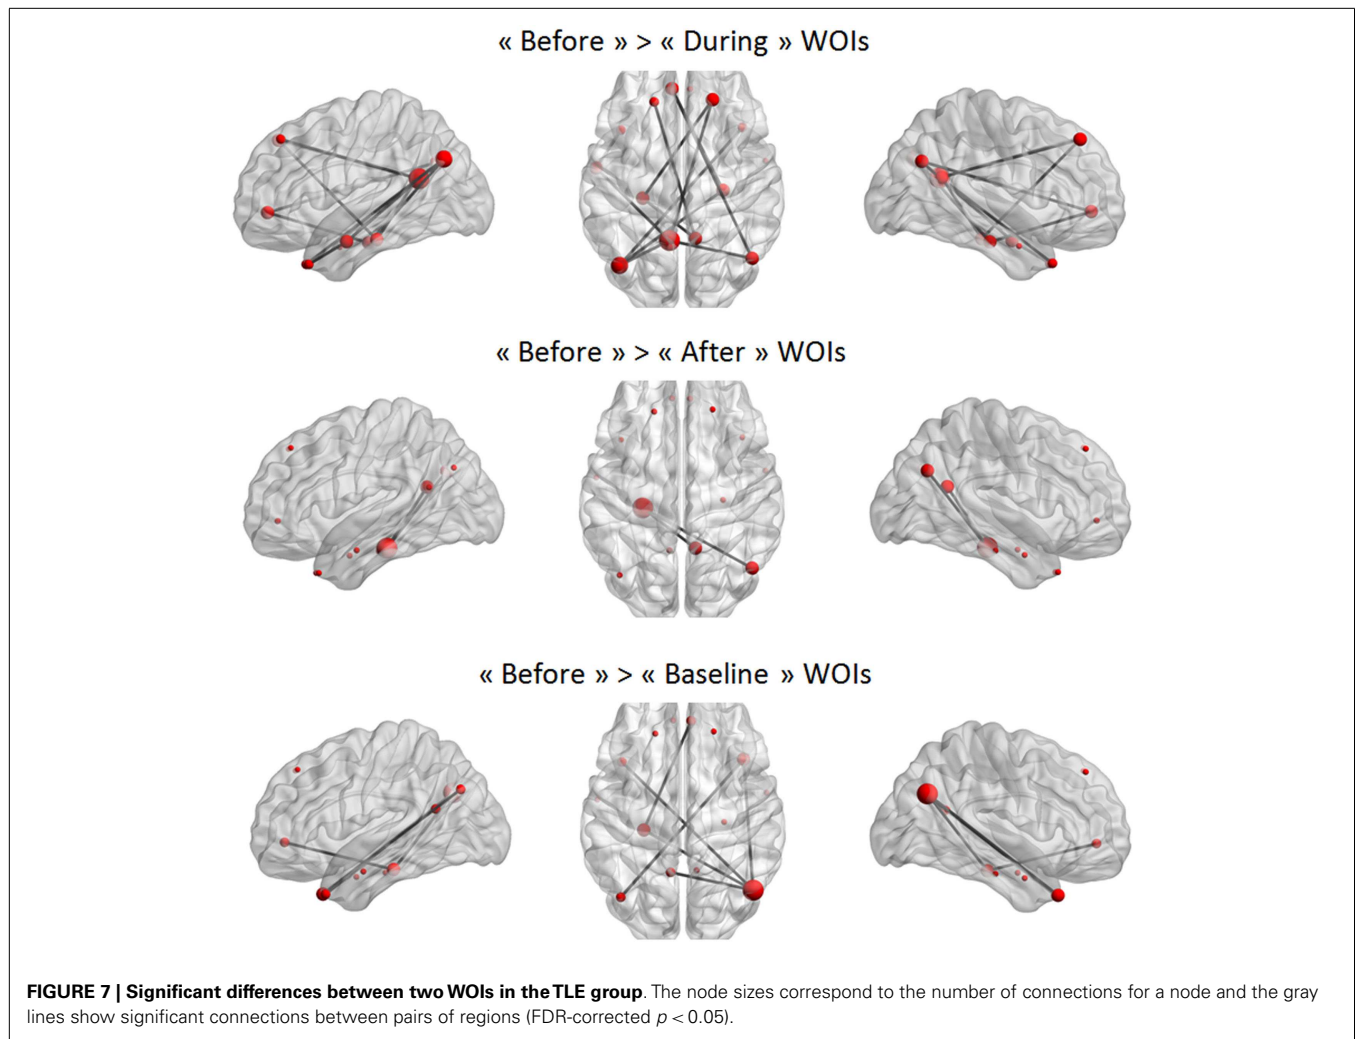 « Before » > « During » WOIs
« Before » > « After » WOIs
« Before » > « Baseline » WOIs
FIGURE 7 | Significant differences between two WOIs in the TLE group. The node sizes correspond to the number of connections for a node and the gray
lines show significant connections between pairs of regions (FDR-corrected p < 0.05).